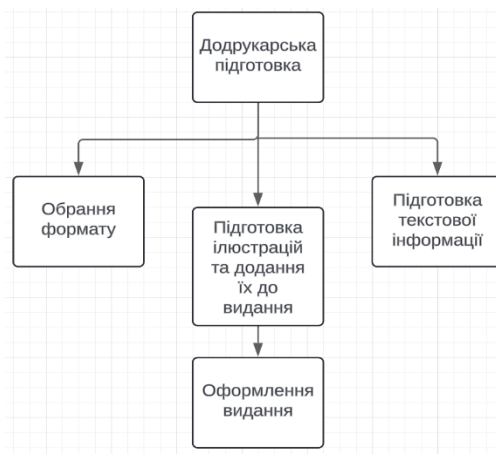 Додрукарська
підготовка
Обрання
формату
Підготовка
ілюстрацій
та додання
їх до
видання
Підготовка
текстової
інформації
Оформлення
видання